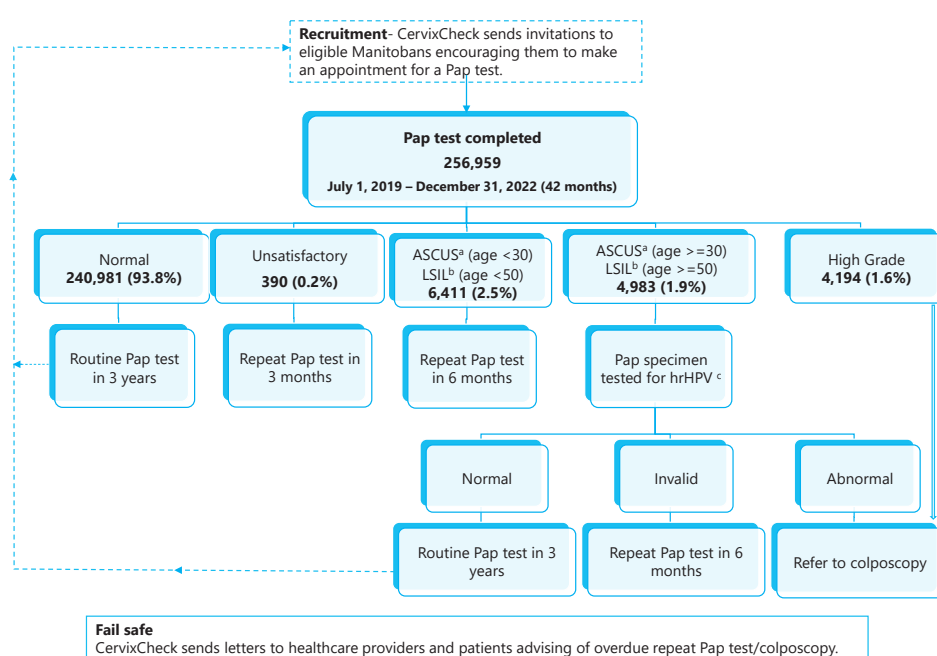 Recruitment- CervixCheck sends invitations to
eligible Manitobans encouraging them to make
an appointment for a Pap test.
Pap test completed
256,959
July 1, 2019 – December 31, 2022 (42 months)
Normal
240,981 (93.8%)
Unsatisfactory
390 (0.2%)
ASCUSᵃ (age <30)
LSILᵇ (age <50)
6,411 (2.5%)
ASCUSᵃ (age >=30)
LSILᵇ (age >=50)
4,983 (1.9%)
High Grade
4,194 (1.6%)
Routine Pap test
in 3 years
Repeat Pap test in
3 months
Repeat Pap test
in 6 months
Pap specimen
tested for hrHPV ᶜ
Normal
Invalid
Abnormal
Routine Pap test in 3
years
Repeat Pap test in 6
months
Refer to colposcopy
Fail safe
CervixCheck sends letters to healthcare providers and patients advising of overdue repeat Pap test/colposcopy.